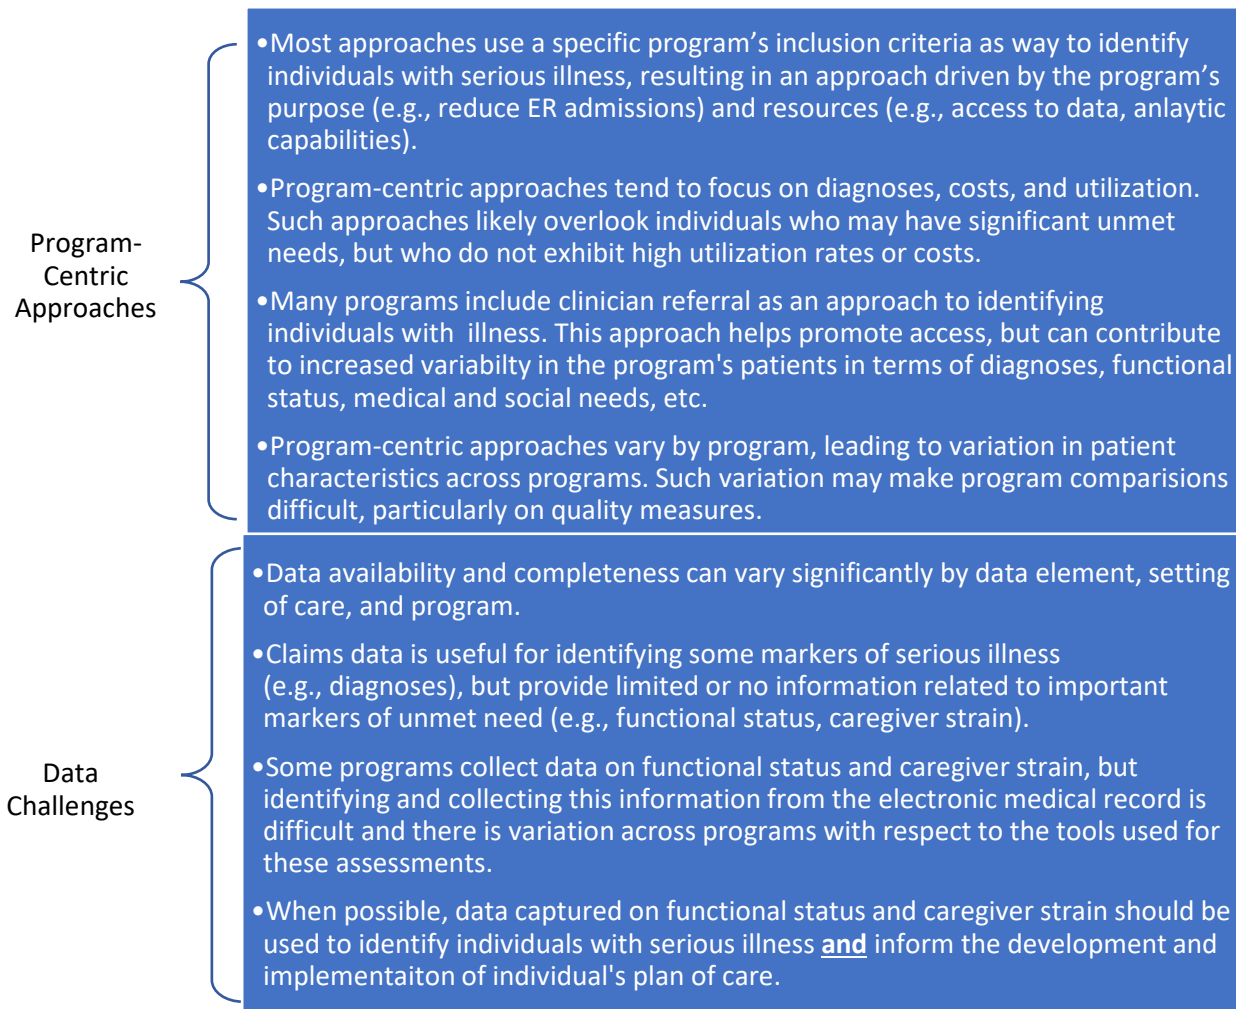 Program-
Centric
Approaches
•Most approaches use a specific program’s inclusion criteria as way to identify
individuals with serious illness, resulting in an approach driven by the program’s
purpose (e.g., reduce ER admissions) and resources (e.g., access to data, anlaytic
capabilities).
•Program-centric approaches tend to focus on diagnoses, costs, and utilization.
Such approaches likely overlook individuals who may have significant unmet
needs, but who do not exhibit high utilization rates or costs.
•Many programs include clinician referral as an approach to identifying
individuals with  illness. This approach helps promote access, but can contribute
to increased variabilty in the program's patients in terms of diagnoses, functional
status, medical and social needs, etc.
•Program-centric approaches vary by program, leading to variation in patient
characteristics across programs. Such variation may make program comparisions
difficult, particularly on quality measures.
Data
Challenges
•Data availability and completeness can vary significantly by data element, setting
of care, and program.
•Claims data is useful for identifying some markers of serious illness
(e.g., diagnoses), but provide limited or no information related to important
markers of unmet need (e.g., functional status, caregiver strain).
•Some programs collect data on functional status and caregiver strain, but
identifying and collecting this information from the electronic medical record is
difficult and there is variation across programs with respect to the tools used for
these assessments.
•When possible, data captured on functional status and caregiver strain should be
used to identify individuals with serious illness and inform the development and
implementaiton of individual's plan of care.